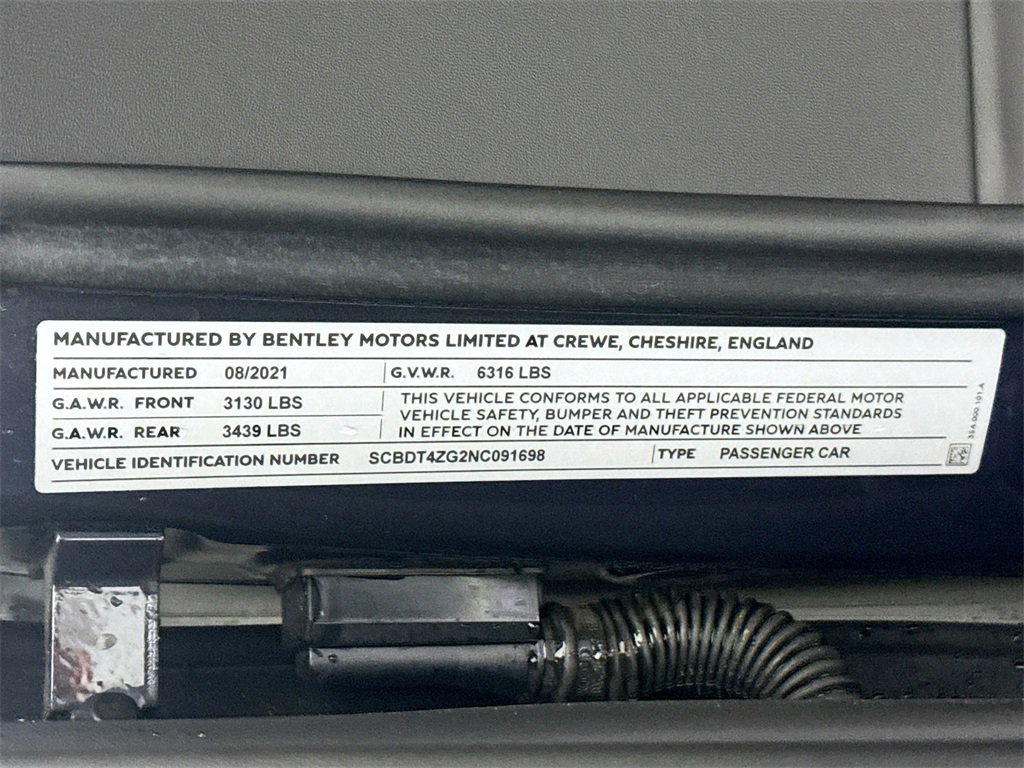 MANUFACTURED BY BENTLEY MOTORS LIMITED AT CREWE, CHESHIRE, ENGLAND
MANUFACTURED 08/2021 G.V.W.R. 6316 LBS
G.A.W.R. FRONT 3130 LBS
G.A.W.R. REAR 3439 LBS
THIS VEHICLE CONFORMS TO ALL APPLICABLE FEDERAL MOTOR
VEHICLE SAFETY, BUMPER AND THEFT PREVENTION STANDARDS
IN EFFECT ON THE DATE OF MANUFACTURE SHOWN ABOVE
VEHICLE IDENTIFICATION NUMBER SCBDT4ZG2NC091698 TYPE PASSENGER CAR